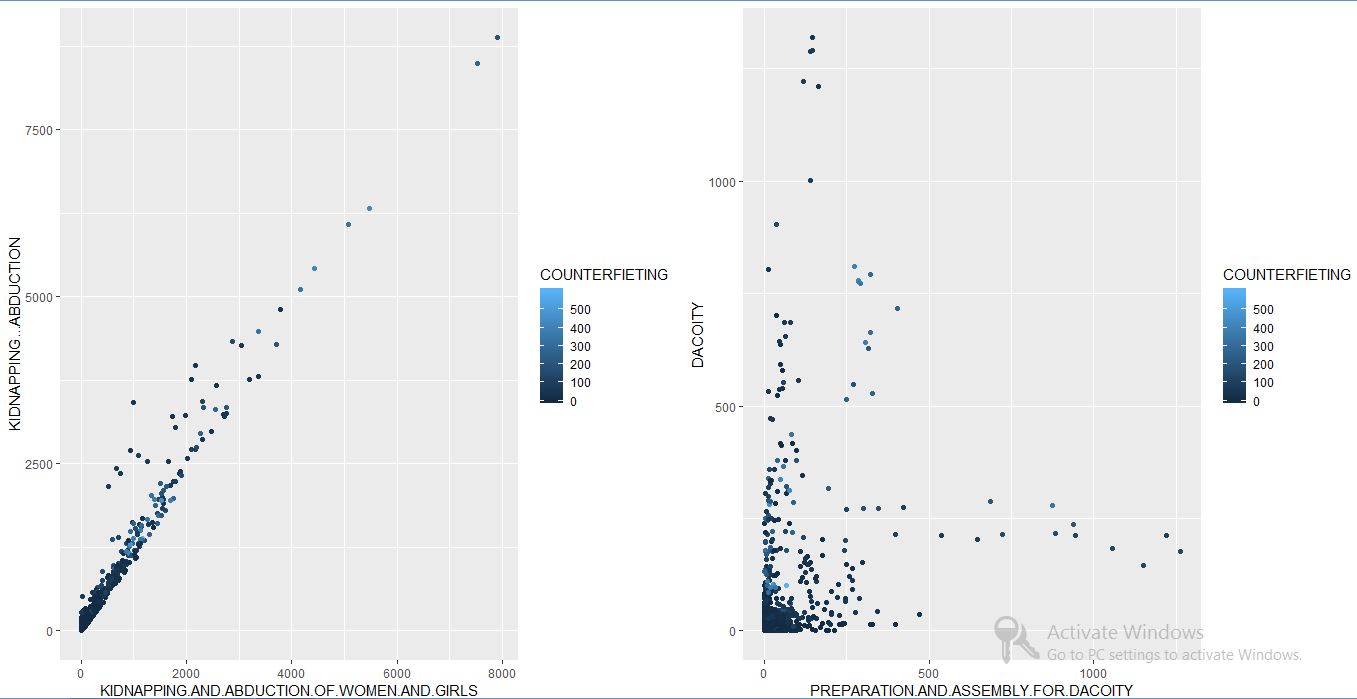 KIDNAPPING...ABDUCTION
7500
5000
2500
0
0 2000 4000 6000 8000
KIDNAPPING.AND.ABDUCTION.OF.WOMEN.AND.GIRLS
COUNTERFIETING
500
400
300
200
100
0
DACOITY
1000
500
0
0 500 1000
PREPARATION.AND.ASSEMBLY.FOR.DACOITY
COUNTERFIETING
500
400
300
200
100
0
Activate Windows
Go to PC settings to activate Windows.